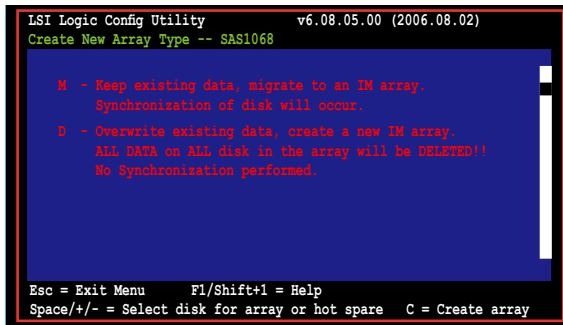 LSI Logic Config Utility v6.08.05.00 (2006.08.02)
Create New Array Type -- SAS1068
M - Keep existing data, migrate to an IM array.
Synchronization of disk will occur.
D - Overwrite existing data, create a new IM array.
ALL DATA on ALL disk in the array will be DELETED!!
No Synchronization performed.
Esc = Exit Menu F1/Shift+1 = Help
Space/+/- = Select disk for array or hot spare C = Create array